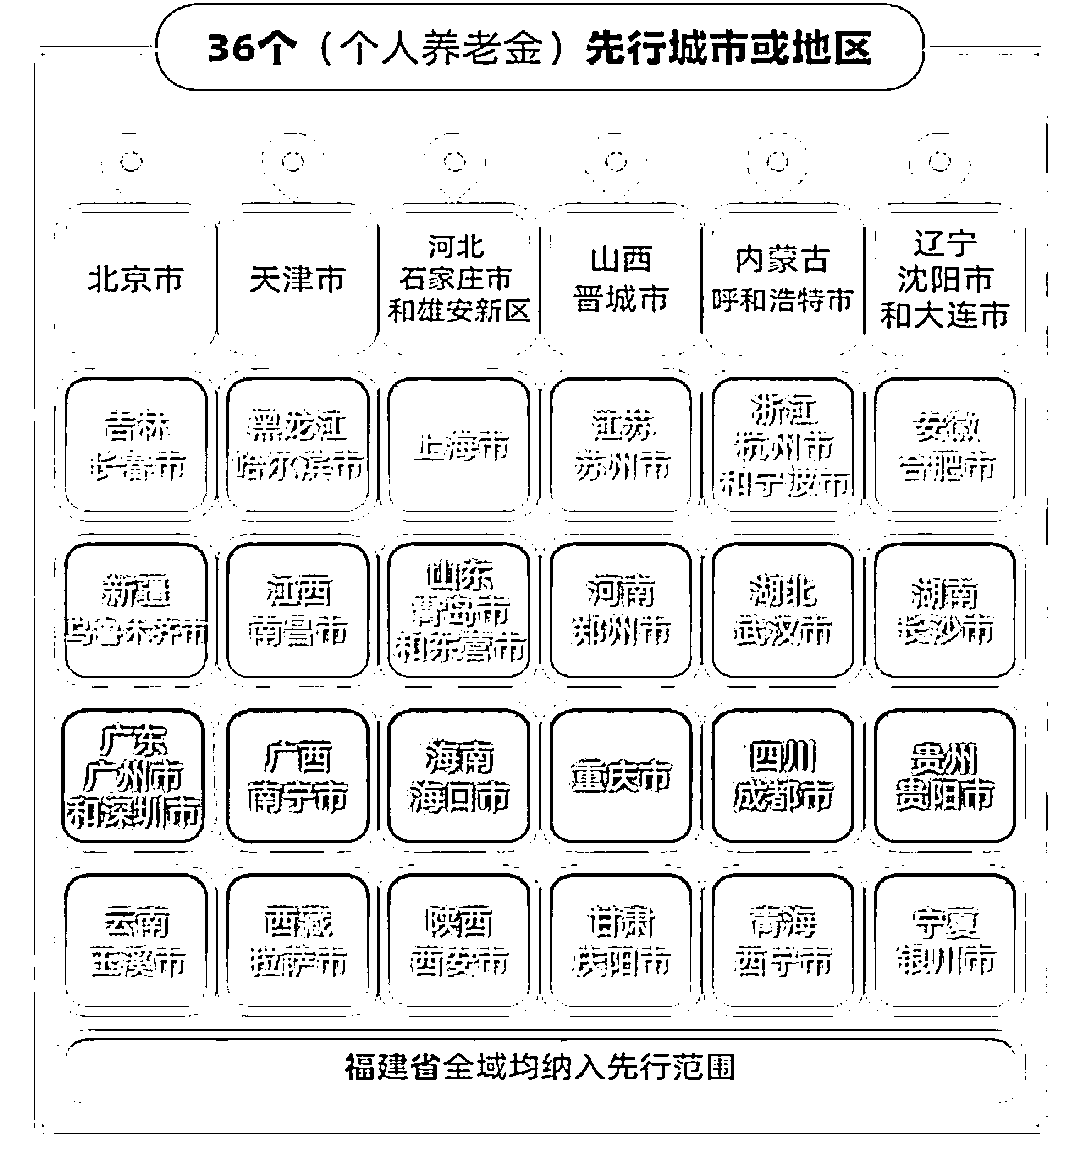 36个（个人养老金）先行城市或地区
北京市
天津市
河北
石家庄市
和雄安新区
山西
晋城市
内蒙古
呼和浩特市
辽宁
沈阳市
和大连市
吉林
长春市
黑龙江
哈尔滨市
上海市
江苏
苏州市
浙江
杭州市
和宁波市
安徽
合肥市
新疆
乌鲁木齐市
江西
南昌市
山东
青岛市
和东营市
河南
郑州市
湖北
武汉市
湖南
长沙市
广东
广州市
和深圳市
广西
南宁市
海南
海口市
重庆市
四川
成都市
贵州
贵阳市
云南
玉溪市
西藏
拉萨市
陕西
西安市
甘肃
庆阳市
青海
西宁市
宁夏
银川市
福建省全域均纳入先行范围